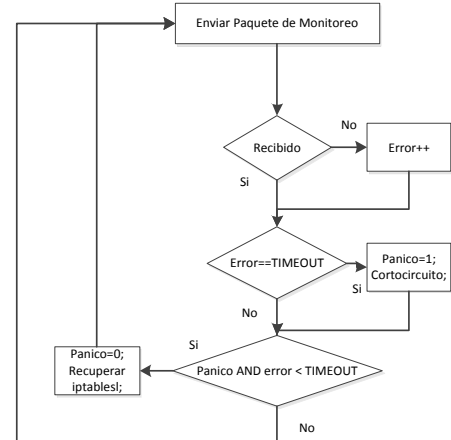 Enviar Paquete de Monitoreo
Recibido
No
Error++
Si
Error==TIMEOUT
Panico=1;
Cortocircuito;
Si
No
Si
Panico=0;
Recuperar
iptablesl;
Panico AND error < TIMEOUT
No